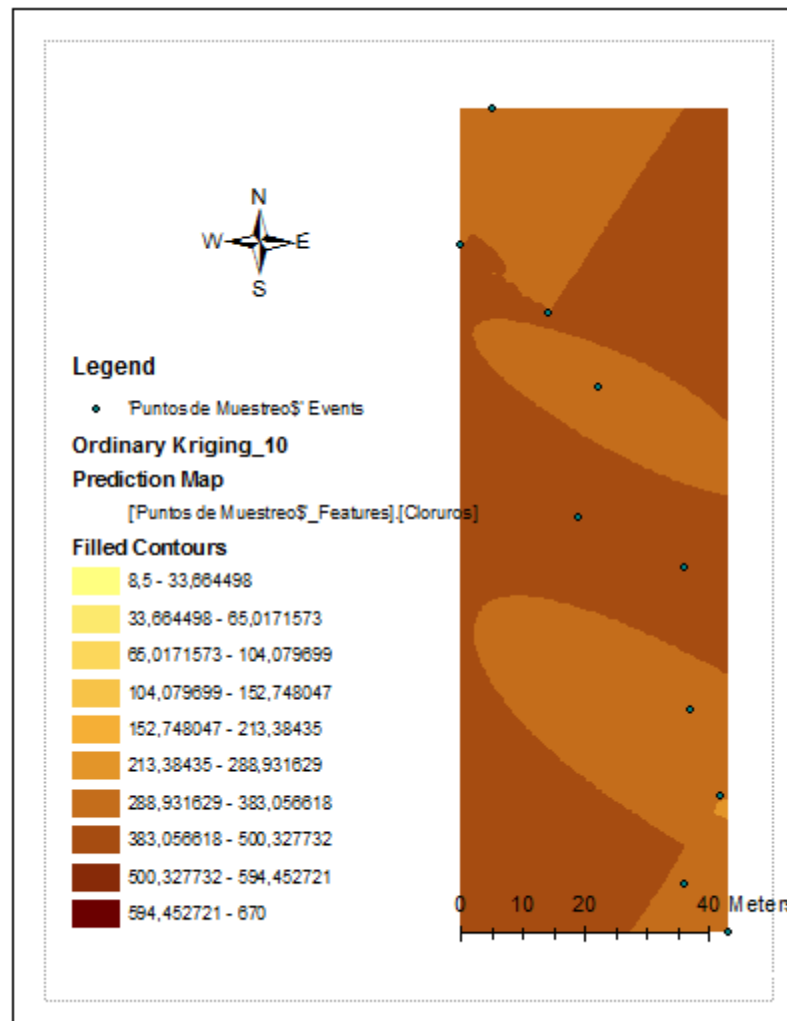 N
W E
S
Legend
'Puntos de Muestreo$' Events
Ordinary Kriging_10
Prediction Map
['Puntos de Muestreo$'_Features].[Cloruros]
Filled Contours
8,5 - 33,664498
33,664498 - 65,0171573
65,0171573 - 104,079699
104,079699 - 152,748047
152,748047 - 213,38435
213,38435 - 288,931629
288,931629 - 383,056618
383,056618 - 500,327732
500,327732 - 594,452721
594,452721 - 670
0 10 20 40 Meters